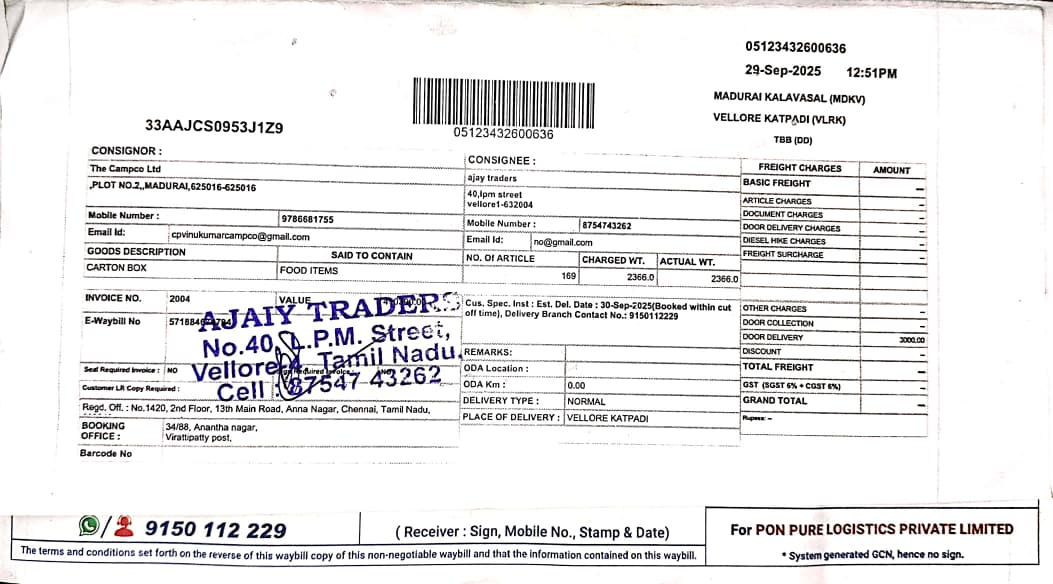 05123432600636
29-Sep-2025 12:51PM
MADURAI KALAVASAL (MDKV)
VELLORE KATPADI (VLRK)
TBB (DD)
33AAJCS0953J1Z9
05123432600636
CONSIGNOR :
The Campco Ltd
,PLOT NO.2,,MADURAI,625016-625016
Mobile Number : 9786681755
Email Id: cpvinukumarcampco@gmail.com
GOODS DESCRIPTION SAID TO CONTAIN
CARTON BOX FOOD ITEMS
INVOICE NO. 2004 VALUE
E-Waybill No
Seal Required Invoice : NO
Customer LR Copy Required :
Regd. Off. : No.1420, 2nd Floor, 13th Main Road, Anna Nagar, Chennai, Tamil Nadu,
BOOKING OFFICE : 34/88, Anantha nagar,
Virattipatty post,
Barcode No
AJAIY TRADERS
No.40, L.P.M. Street,
Vellore Tamil Nadu.
Cell : 87547 43262
CONSIGNEE :
ajay traders
40,lpm street
vellore1-632004
Mobile Number : 8754743262
Email Id: no@gmail.com
NO. Of ARTICLE CHARGED WT. ACTUAL WT.
169 2366.0 2366.0
Cus. Spec. Inst : Est. Del. Date : 30-Sep-2025(Booked within cut
off time), Delivery Branch Contact No.: 9150112229
REMARKS:
ODA Location :
ODA Km : 0.00
DELIVERY TYPE : NORMAL
PLACE OF DELIVERY : VELLORE KATPADI
FREIGHT CHARGES AMOUNT
BASIC FREIGHT –
ARTICLE CHARGES –
DOCUMENT CHARGES –
DOOR DELIVERY CHARGES –
DIESEL HIKE CHARGES –
FREIGHT SURCHARGE –
OTHER CHARGES –
DOOR COLLECTION –
DOOR DELIVERY 3000.00
DISCOUNT –
TOTAL FREIGHT –
GST (SGST 6% + CGST 6%) –
GRAND TOTAL –
Rupees: –
9150 112 229
( Receiver : Sign, Mobile No., Stamp & Date)
For PON PURE LOGISTICS PRIVATE LIMITED
* System generated GCN, hence no sign.
The terms and conditions set forth on the reverse of this waybill copy of this non-negotiable waybill and that the information contained on this waybill.